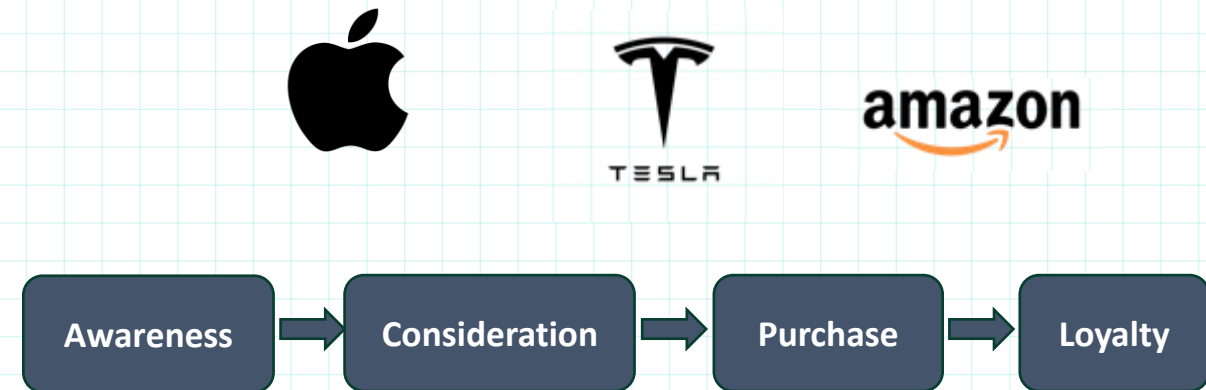 TESLA
amazon
Awareness
Consideration
Purchase
Loyalty